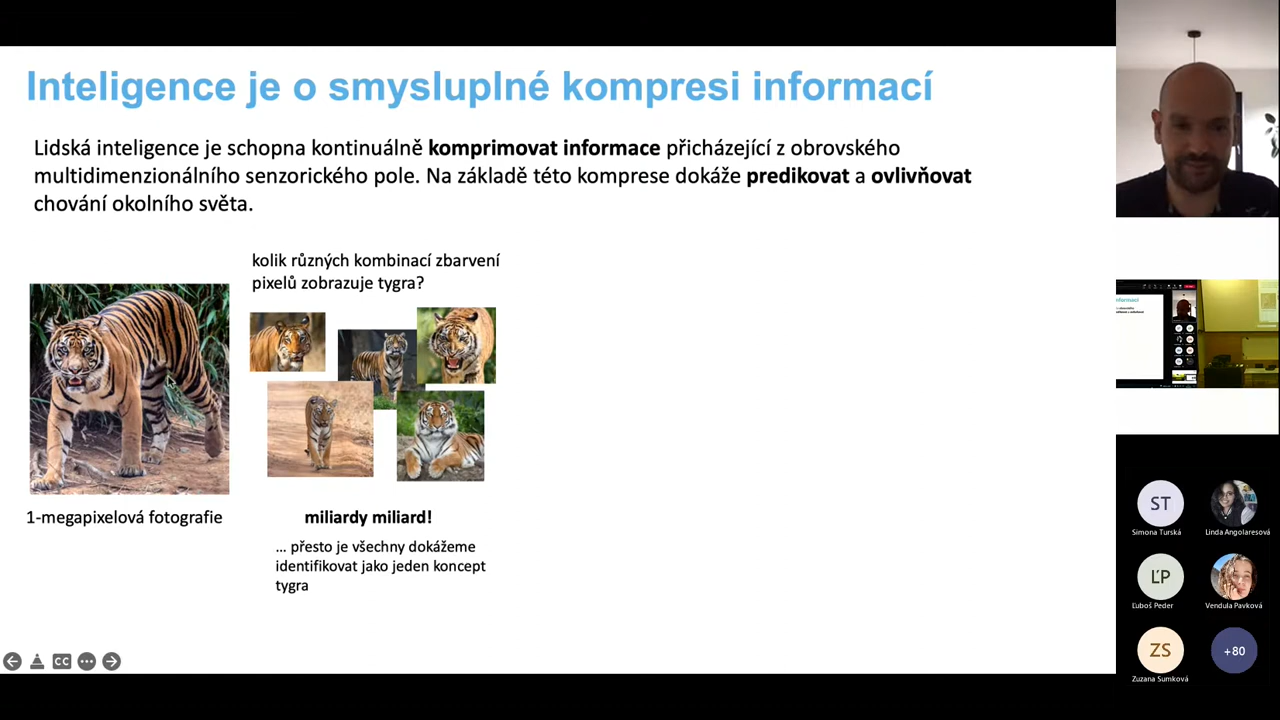 Inteligence je o smysluplné kompresi informací
Lidská inteligence je schopna kontinuálně komprimovat informace přicházející z obrovského
multidimenzionálního senzorického pole. Na základě této komprese dokáže predikovat a ovlivňovat
chování okolního světa.
kolik různých kombinací zbarvení
pixelů zobrazuje tygra?
1-megapixelová fotografie
miliardy miliard!
... přesto je všechny dokážeme
identifikovat jako jeden koncept
tygra
CC
ST
Simona Turská
Linda Angolaresová
ĽP
Ľuboš Peder
Vendula Pavková
ZS
Zuzana Sumková
+80